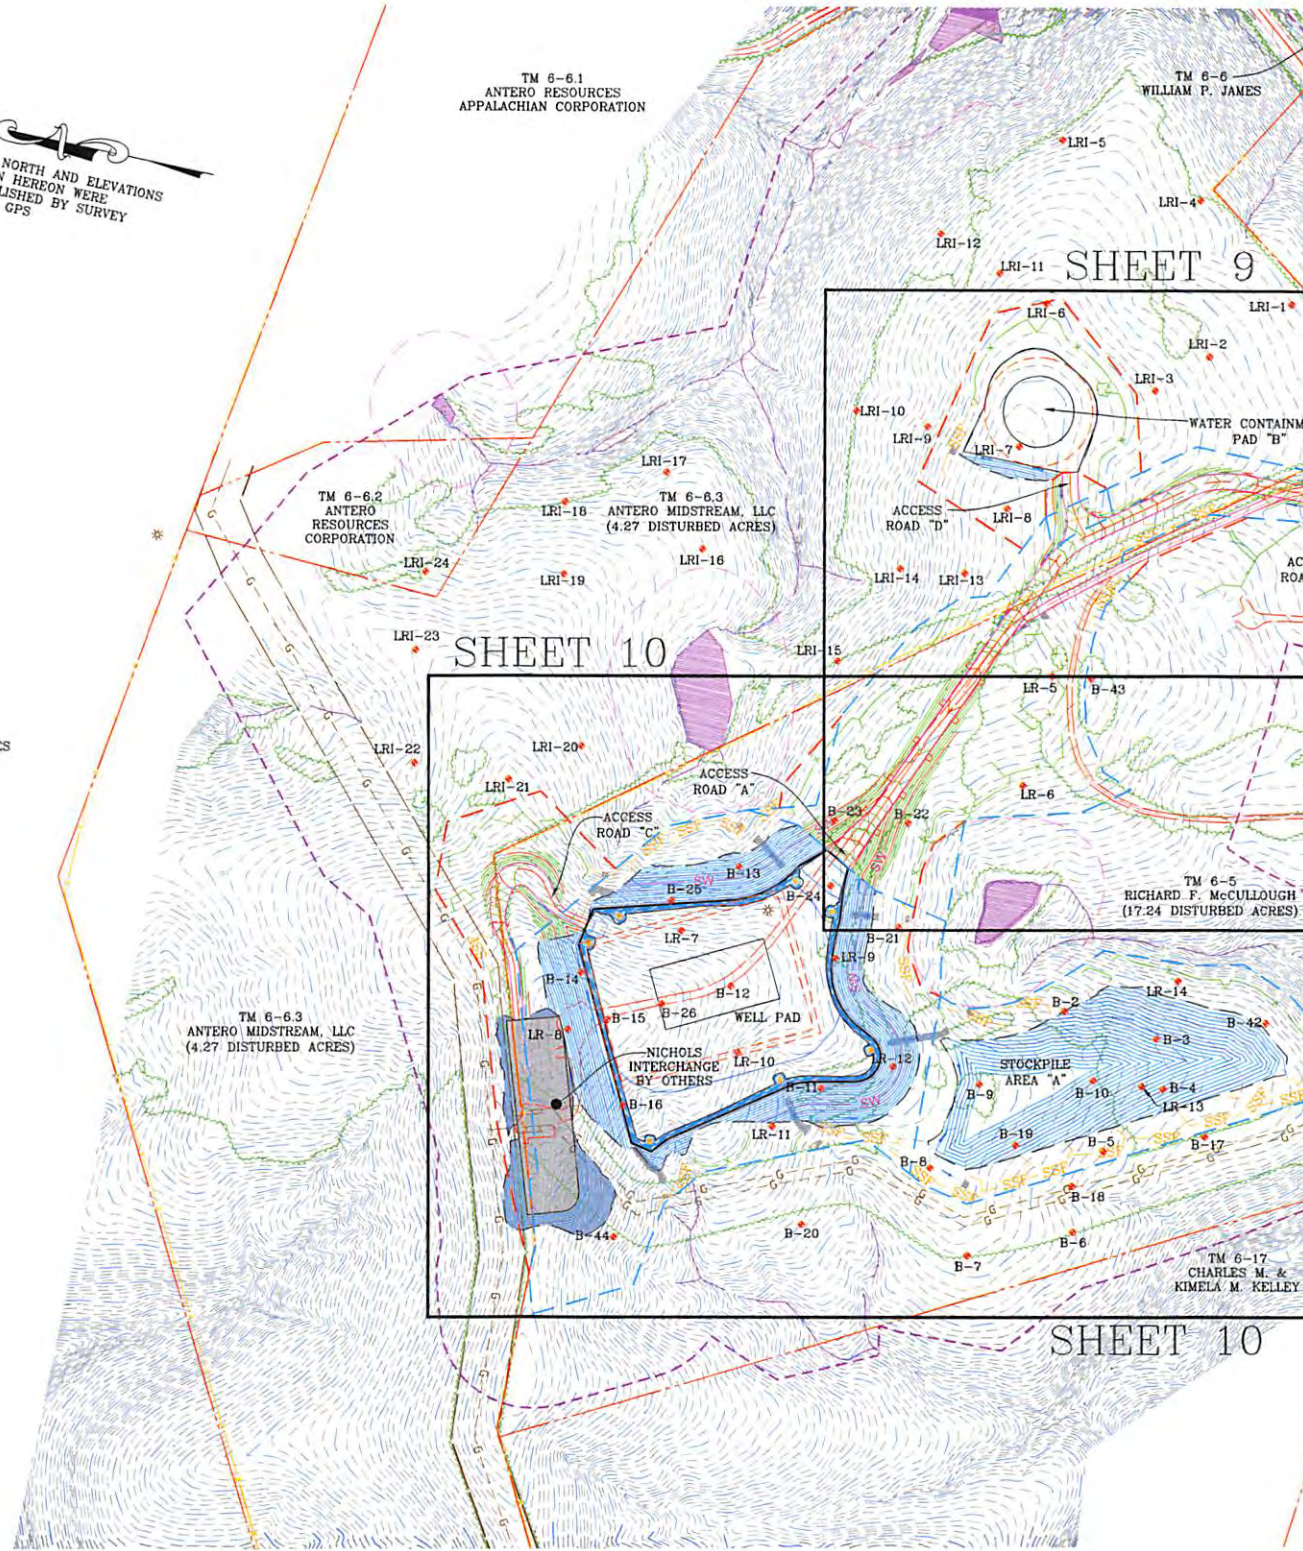 TM 6-6.1
ANTERO RESOURCES
APPALACHIAN CORPORATION
TM 6-6
WILLIAM P. JAMES
NORTH AND ELEVATIONS
HEREON WERE
BY SURVEY
GPS
LRI-5
LRI-4
LRI-12
LRI-11
SHEET 9
LRI-6
LRI-1
LRI-2
LRI-3
LRI-10
LRI-9
WATER
PAD "B"
LRI-7
LRI-17
TM 6-6.2
ANTERO
RESOURCES
CORPORATION
LRI-18
TM 6-6.3
ANTERO MIDSTREAM, LLC
(4.27 DISTURBED ACRES)
ACCESS
ROAD "D"
LRI-8
LRI-16
LRI-24
LRI-19
LRI-14
LRI-13
LRI-23
SHEET 10
LRI-15
LR-5
B-43
LRI-22
LRI-20
LRI-21
ACCESS
ROAD "A"
LR-6
ACCESS
ROAD "C"
B-23
B-22
B-13
SW
B-25
B-24
TM 6-5
RICHARD F. McCULLOUGH
(17.24 DISTURBED ACRES)
LR-7
B-21
LR-9
B-14
B-12
LR-14
B-26
B-2
B-15
WELL PAD
TM 6-6.3
ANTERO MIDSTREAM, LLC
(4.27 DISTURBED ACRES)
LR-8
B-42
B-3
NICHOLS
INTERCHANGE
BY OTHERS
LR-10
LR-12
STOCKPILE
AREA "A"
B-11
B-9
B-10
B-4
LR-13
B-16
SW
LR-11
B-17
B-19
B-5
B-8
B-18
B-44
B-20
B-6
B-7
TM 6-17
CHARLES M. &
KIMELA M. KELLEY
SHEET 10